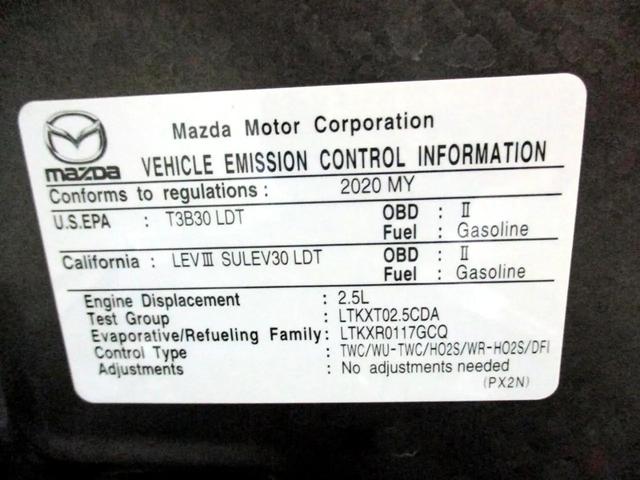 Mazda Motor Corporation
mazda VEHICLE EMISSION CONTROL INFORMATION
Conforms to regulations : 2020 MY
U.S.EPA : T3B30 LDT OBD : II
Fuel : Gasoline
California : LEVIII SULEV30 LDT OBD : II
Fuel : Gasoline
Engine Displacement : 2.5L
Test Group : LTKXT02.5CDA
Evaporative/Refueling Family: LTKXR0117GCQ
Control Type : TWC/WU-TWC/HO2S/WR-HO2S/DFI
Adjustments : No adjustments needed
(PX2N)